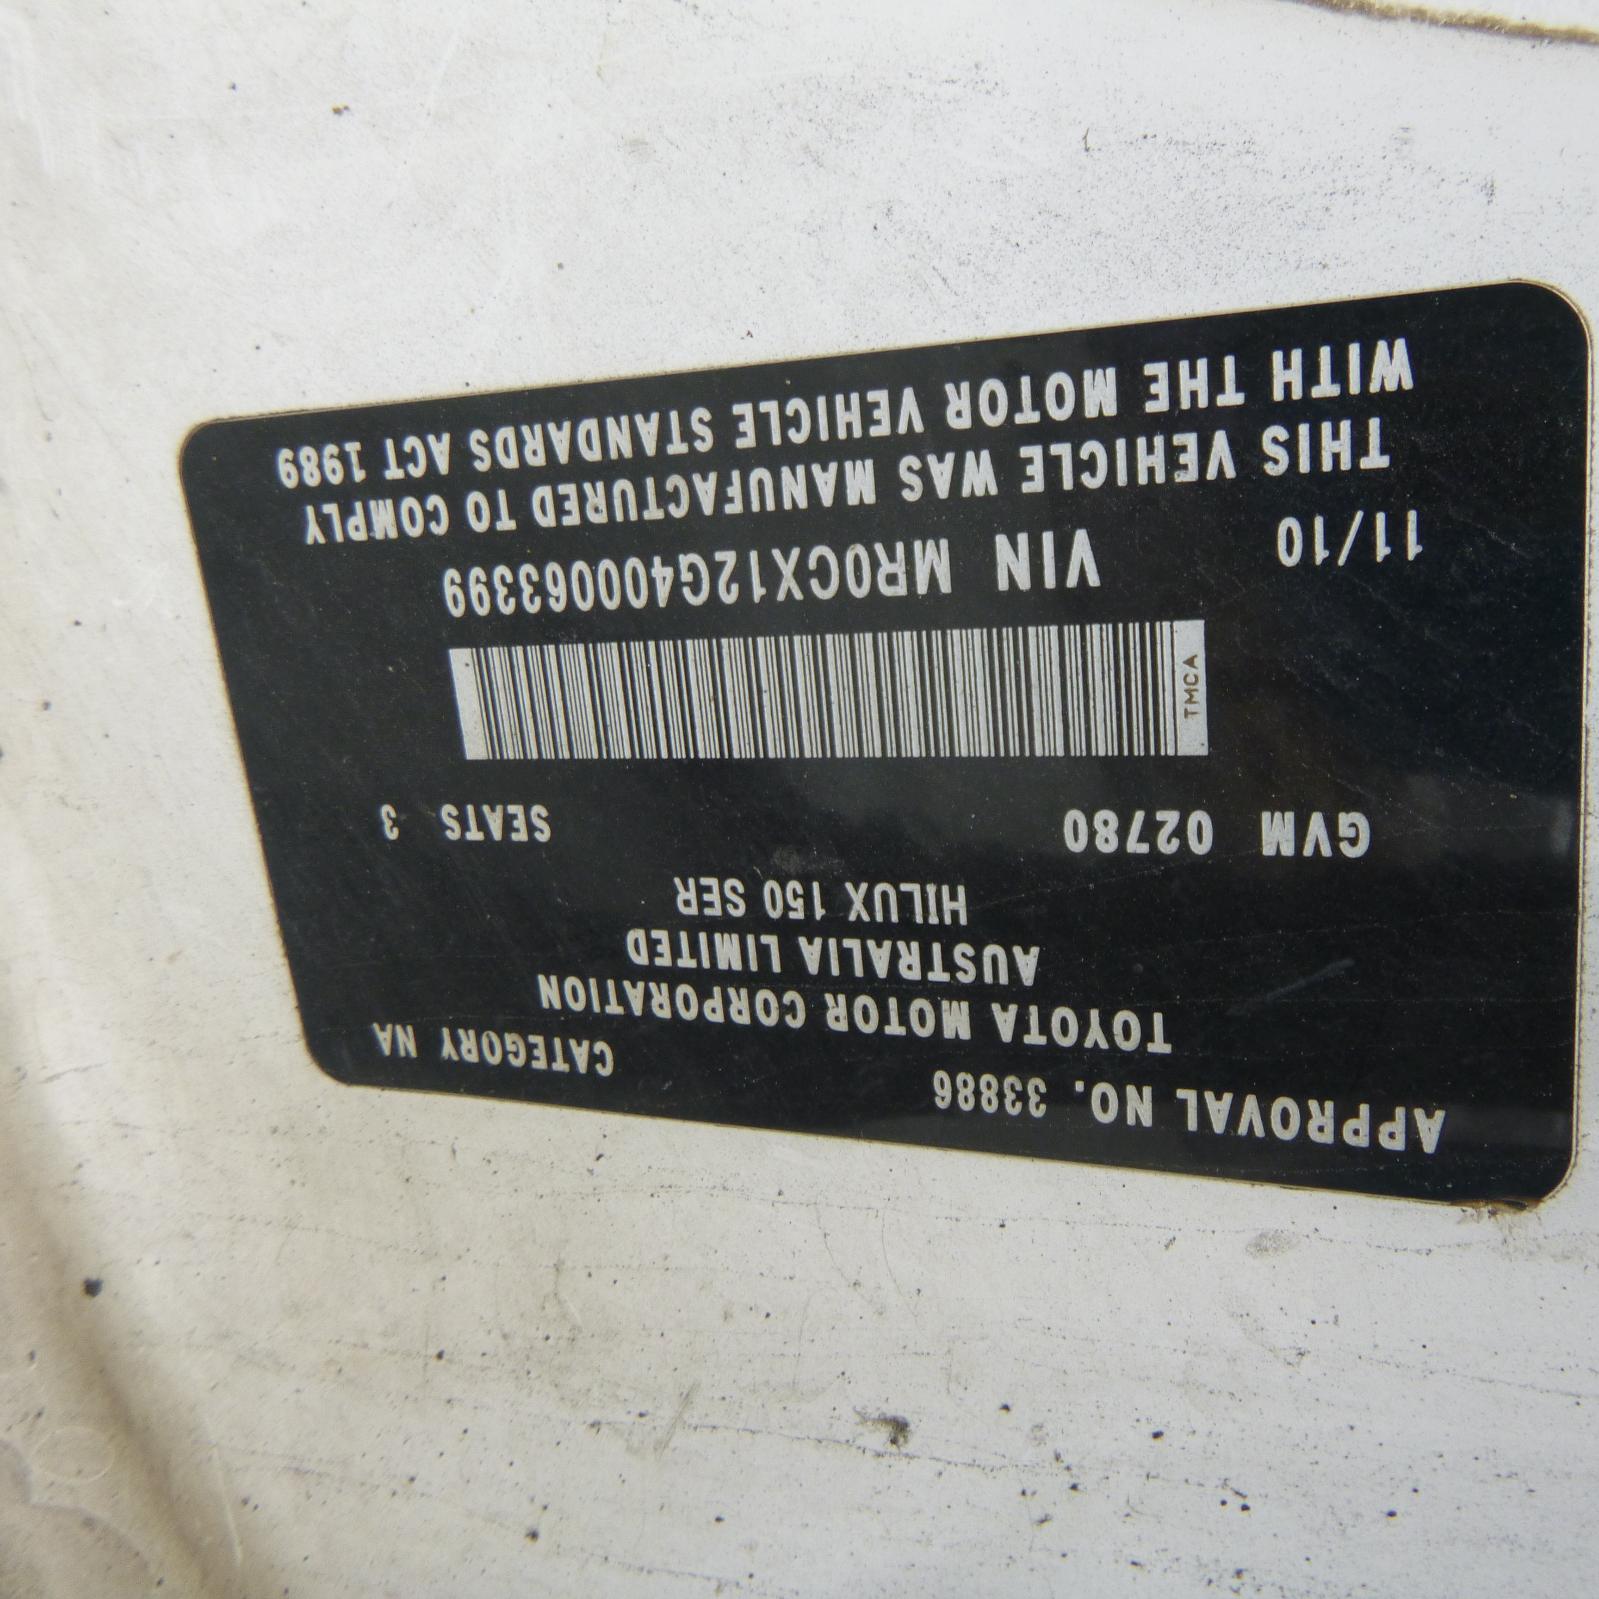 APPROVAL NO. 33886 CATEGORY NA
TOYOTA MOTOR CORPORATION
AUSTRALIA LIMITED
HILUX 150 SER
GVM 02780 SEATS 3
TMCA
11/10 VIN MR0CX12G400063399
THIS VEHICLE WAS MANUFACTURED TO COMPLY
WITH THE MOTOR VEHICLE STANDARDS ACT 1989